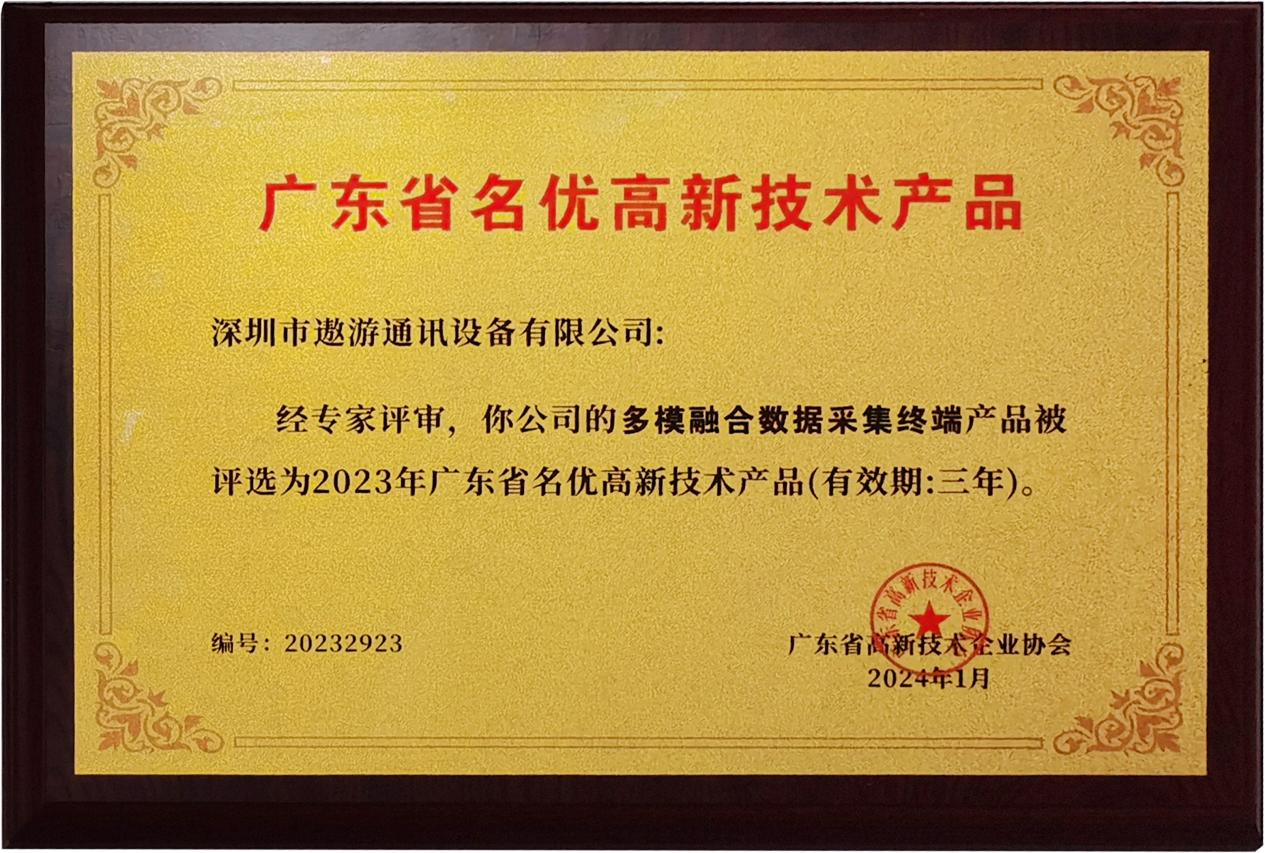 广东省名优高新技术产品
深圳市遨游通讯设备有限公司:
经专家评审，你公司的多模融合数据采集终端产品被
评选为2023年广东省名优高新技术产品(有效期:三年)。
编号：20232923
广东省高新技术企业协会
2024年1月